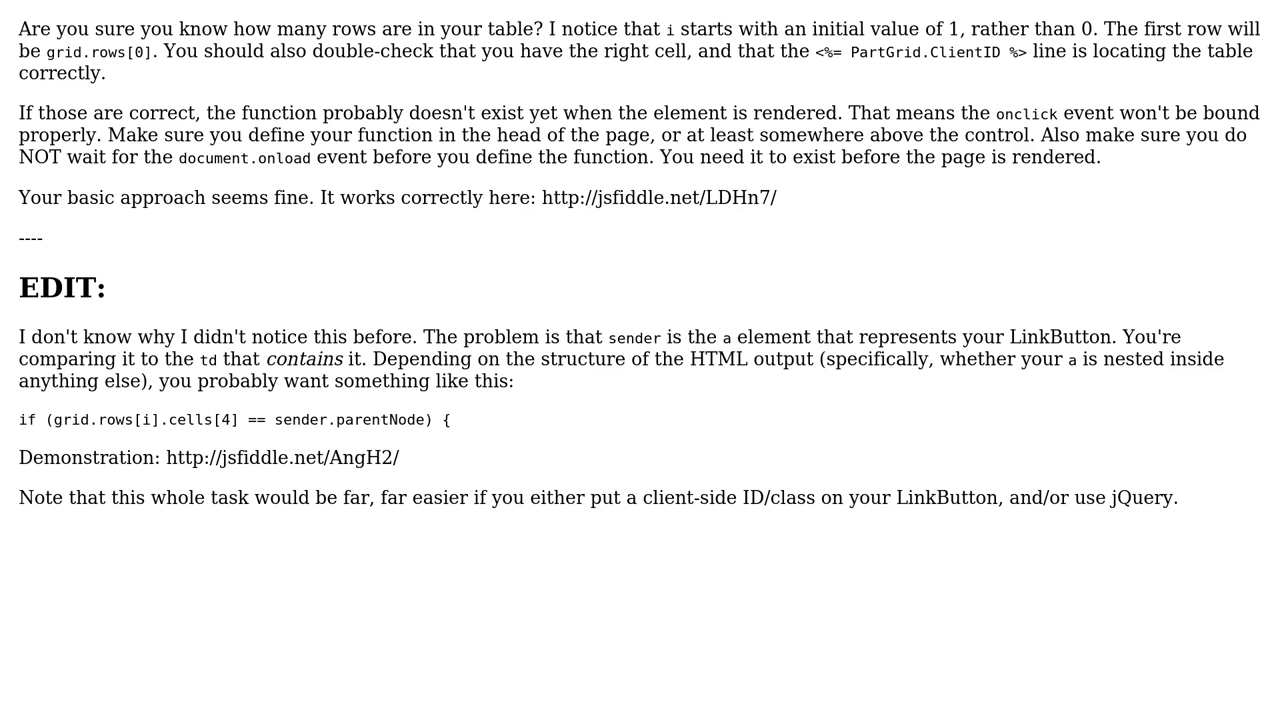 Are you sure you know how many rows are in your table? I notice that i starts with an initial value of 1, rather than 0. The first row will
be grid.rows[0]. You should also double-check that you have the right cell, and that the <%= PartGrid.ClientID %> line is locating the table
correctly.
If those are correct, the function probably doesn't exist yet when the element is rendered. That means the onclick event won't be bound
properly. Make sure you define your function in the head of the page, or at least somewhere above the control. Also make sure you do
NOT wait for the document.onload event before you define the function. You need it to exist before the page is rendered.
Your basic approach seems fine. It works correctly here: http://jsfiddle.net/LDHn7/
----
EDIT:
I don't know why I didn't notice this before. The problem is that sender is the a element that represents your LinkButton. You're
comparing it to the td that contains it. Depending on the structure of the HTML output (specifically, whether your a is nested inside
anything else), you probably want something like this:
if (grid.rows[i].cells[4] == sender.parentNode) {
Demonstration: http://jsfiddle.net/AngH2/
Note that this whole task would be far, far easier if you either put a client-side ID/class on your LinkButton, and/or use jQuery.